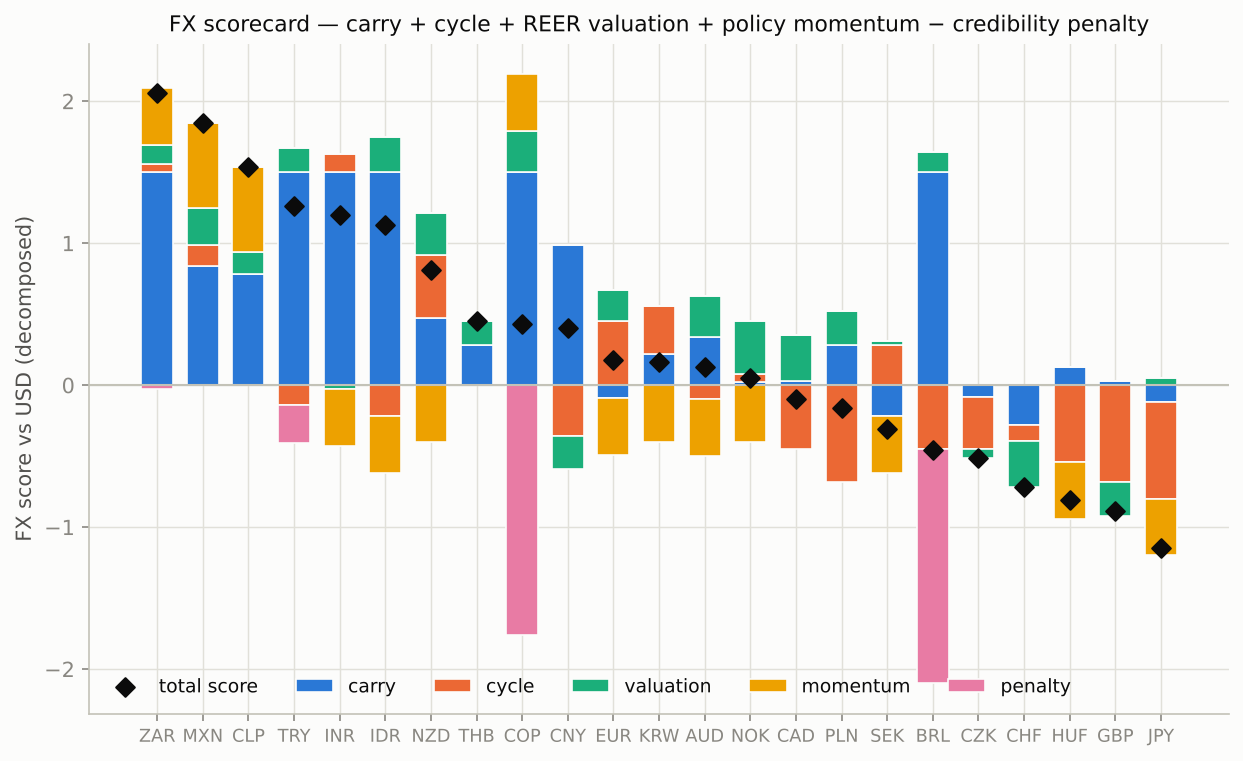 FX scorecard — carry + cycle + REER valuation + policy momentum − credibility penalty
FX score vs USD (decomposed)
2
1
0
−1
−2
total score carry cycle valuation momentum penalty
ZAR MXN CLP TRY INR IDR NZD THB COP CNY EUR KRW AUD NOK CAD PLN SEK BRL CZK CHF HUF GBP JPY